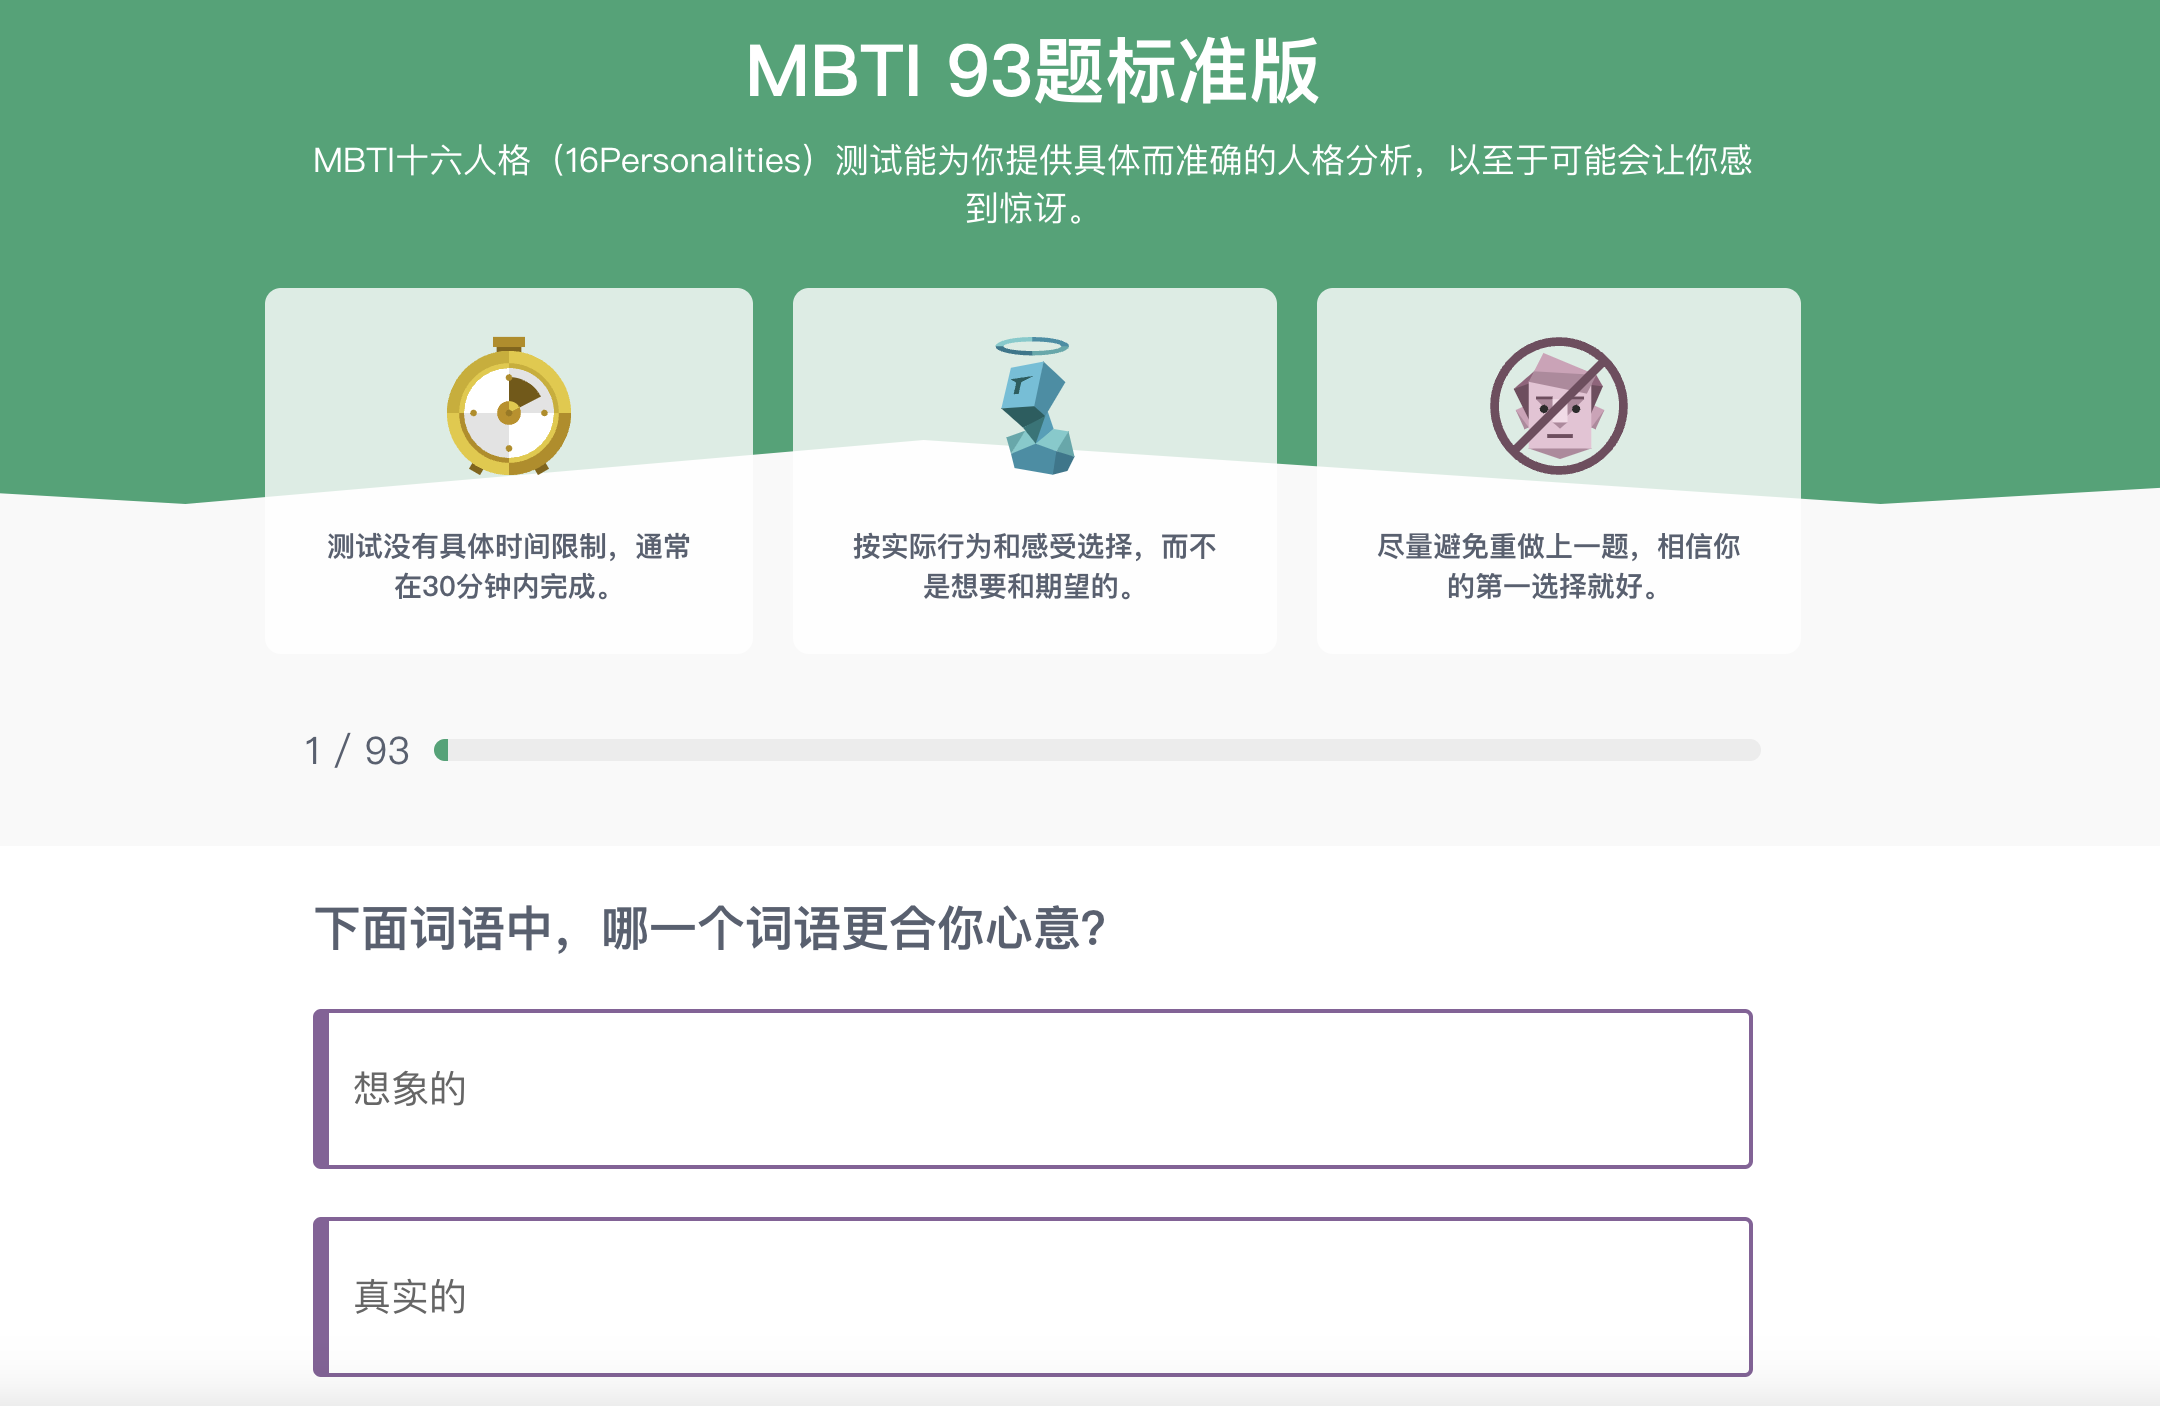 MBTI 93题标准版
MBTI十六人格（16Personalities）测试能为你提供具体而准确的人格分析，以至于可能会让你感
到惊讶。
测试没有具体时间限制，通常
在30分钟内完成。
按实际行为和感受选择，而不
是想要和期望的。
尽量避免重做上一题，相信你
的第一选择就好。
1 / 93
下面词语中，哪一个词语更合你心意?
想象的
真实的